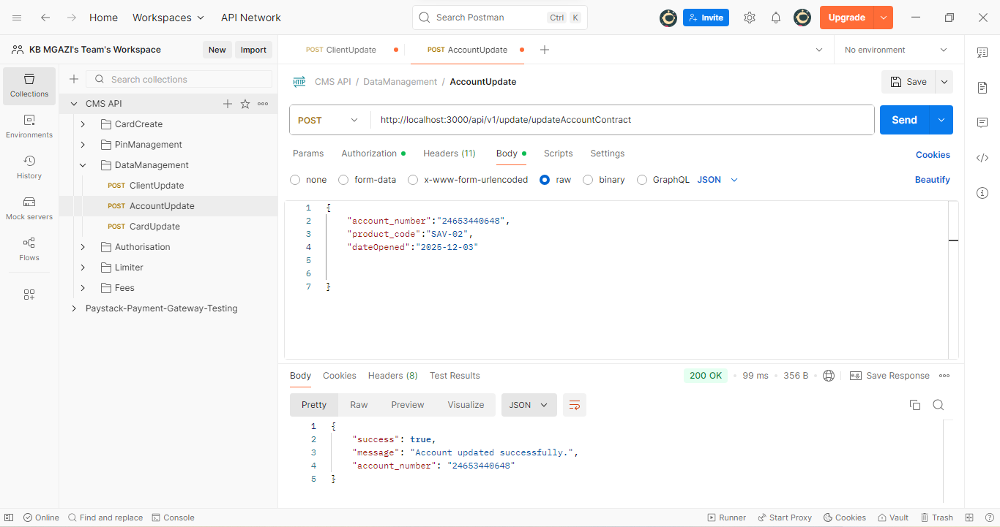 Home Workspaces API Network Search Postman Ctrl K Invite Upgrade
KB MGAZI's Team's Workspace New Import POST ClientUpdate POST AccountUpdate No environment
Collections
Environments
History
Mock servers
Flows
Search collections
CMS API
CardCreate
PinManagement
DataManagement
POST ClientUpdate
POST AccountUpdate
POST CardUpdate
Authorisation
Limiter
Fees
Paystack-Payment-Gateway-Testing
HTTP CMS API / DataManagement / AccountUpdate Save
POST http://localhost:3000/api/v1/update/updateAccountContract Send
Params Authorization Headers (11) Body Scripts Settings Cookies
none form-data x-www-form-urlencoded raw binary GraphQL JSON Beautify
1 {
2 "account_number":"24653440648",
3 "product_code":"SAV-02",
4 "dateOpened":"2025-12-03"
5
6
7 }
Body Cookies Headers (8) Test Results 200 OK 99 ms 356 B e.g. Save Response
Pretty Raw Preview Visualize JSON
1 {
2 "success": true,
3 "message": "Account updated successfully.",
4 "account_number": "24653440648"
5 }
Online Find and replace Console Runner Start Proxy Cookies Vault Trash